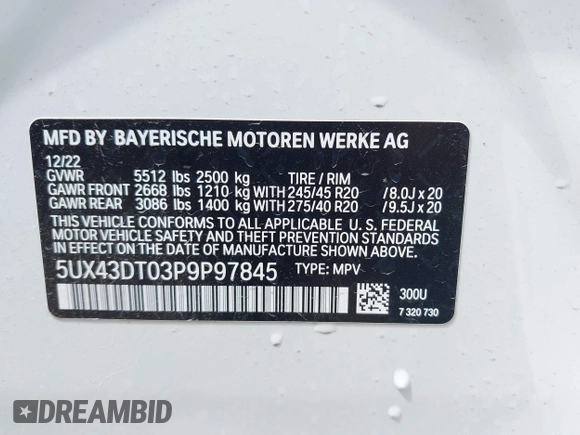 MFD BY BAYERISCHE MOTOREN WERKE AG
12/22
GVWR 5512 lbs 2500 kg TIRE / RIM
GAWR FRONT 2668 lbs 1210 kg WITH 245/45 R20 /8.0J x 20
GAWR REAR 3086 lbs 1400 kg WITH 275/40 R20 /9.5J x 20
THIS VEHICLE CONFORMS TO ALL APPLICABLE U. S. FEDERAL
MOTOR VEHICLE SAFETY AND THEFT PREVENTION STANDARDS
IN EFFECT ON THE DATE OF MANUFACTURE SHOWN ABOVE.
5UX43DT03P9P97845 TYPE: MPV
300U
7 320 730
DREAMBID